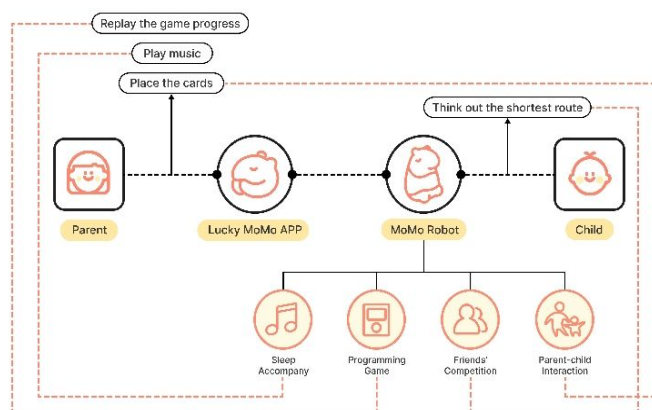 Replay the game progress
Play music
Place the cards
Think out the shortest route
Parent
Lucky MoMo APP
MoMo Robot
Child
Sleep
Accompany
Programming
Game
Friends'
Competition
Parent-child
Interaction